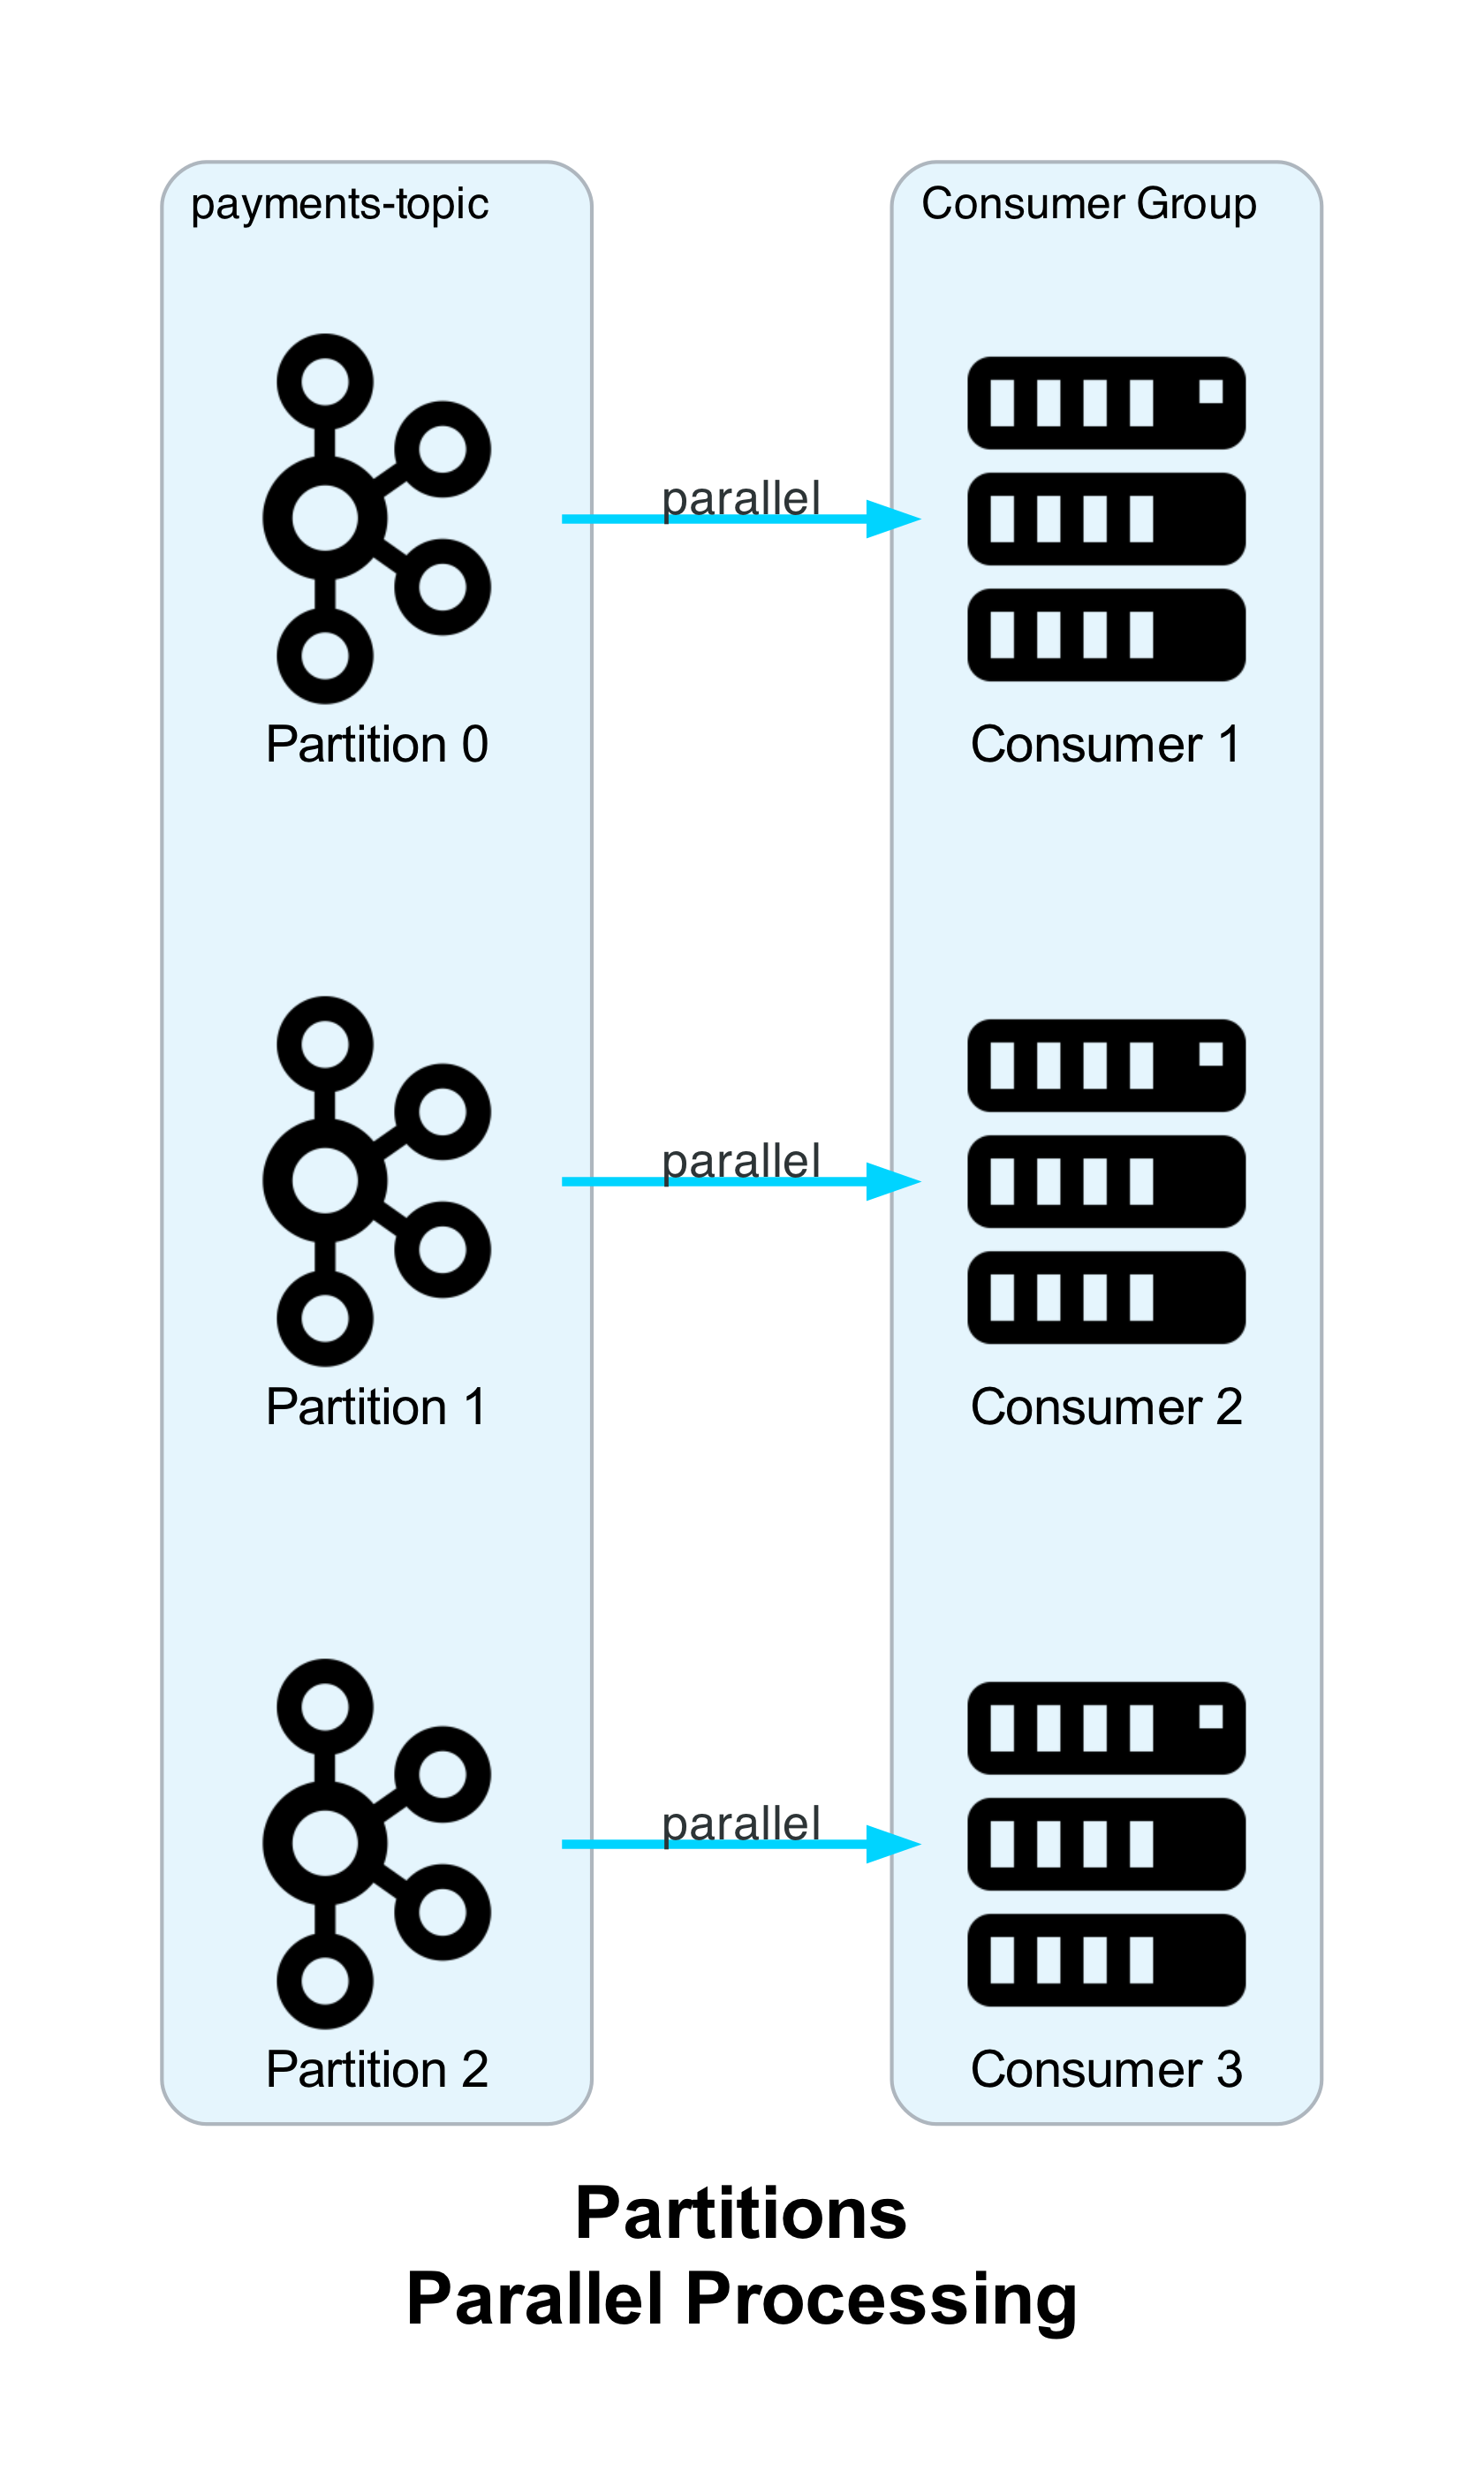 payments-topic
Consumer Group
parallel
Partition 0
Consumer 1
parallel
Partition 1
Consumer 2
parallel
Partition 2
Consumer 3
Partitions
Parallel Processing